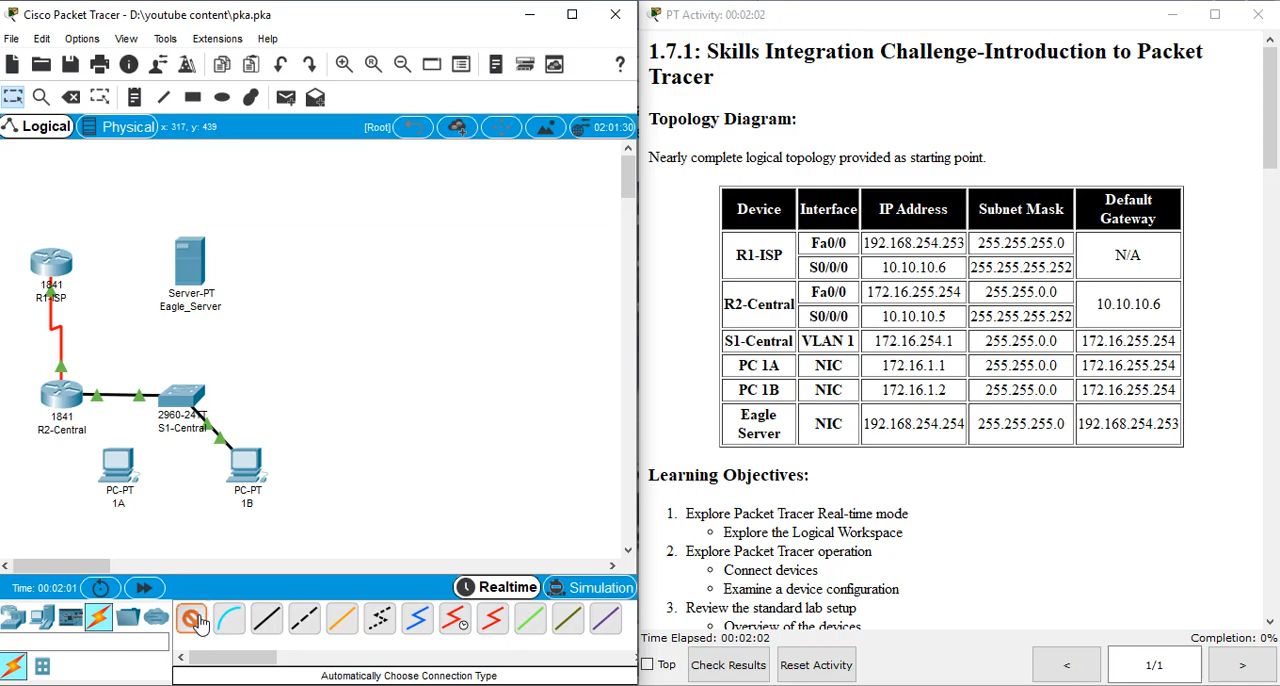 Cisco Packet Tracer - D:\youtube content\pka.pka
File Edit Options View Tools Extensions Help
Logical Physical x: 317, y: 439 [Root] 02:01:30
1841
R1-ISP
Server-PT
Eagle_Server
1841
R2-Central
2960-24TT
S1-Central
PC-PT
1A
PC-PT
1B
Time: 00:02:01 Realtime Simulation
Automatically Choose Connection Type
PT Activity: 00:02:02
1.7.1: Skills Integration Challenge-Introduction to Packet
Tracer
Topology Diagram:
Nearly complete logical topology provided as starting point.
Device Interface IP Address Subnet Mask Default Gateway
R1-ISP Fa0/0 192.168.254.253 255.255.255.0 N/A
S0/0/0 10.10.10.6 255.255.255.252
R2-Central Fa0/0 172.16.255.254 255.255.0.0 10.10.10.6
S0/0/0 10.10.10.5 255.255.255.252
S1-Central VLAN 1 172.16.254.1 255.255.0.0 172.16.255.254
PC 1A NIC 172.16.1.1 255.255.0.0 172.16.255.254
PC 1B NIC 172.16.1.2 255.255.0.0 172.16.255.254
Eagle Server NIC 192.168.254.254 255.255.255.0 192.168.254.253
Learning Objectives:
1. Explore Packet Tracer Real-time mode
Explore the Logical Workspace
2. Explore Packet Tracer operation
Connect devices
Examine a device configuration
3. Review the standard lab setup
Overview of the devices
Time Elapsed: 00:02:02 Completion: 0%
Top Check Results Reset Activity < 1/1 >